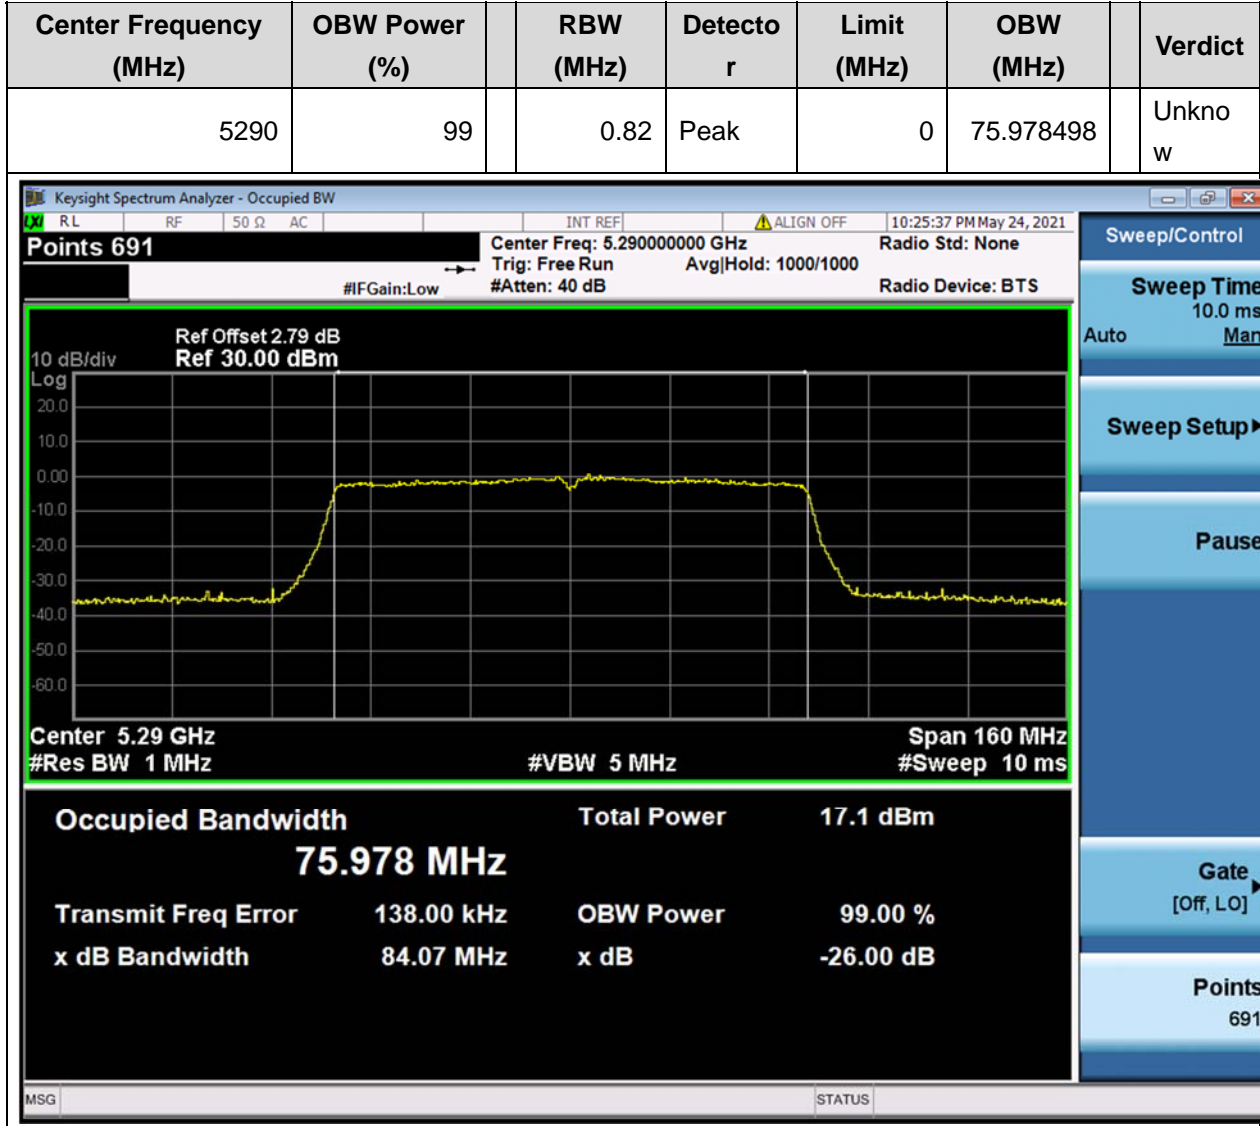 Center Frequency (MHz) OBW Power (%) RBW (MHz) Detecto r Limit (MHz) OBW (MHz) Verdict
5290 99 0.82 Peak 0 75.978498 Unkno w
Keysight Spectrum Analyzer - Occupied BW
LXI RL RF 50 Ω AC INT REF ALIGN OFF 10:25:37 PM May 24, 2021
Points 691
Center Freq: 5.290000000 GHz Radio Std: None
Trig: Free Run Avg|Hold: 1000/1000
#IFGain:Low #Atten: 40 dB Radio Device: BTS
Ref Offset 2.79 dB
10 dB/div Ref 30.00 dBm
Log
20.0
10.0
0.00
-10.0
-20.0
-30.0
-40.0
-50.0
-60.0
Center 5.29 GHz Span 160 MHz
#Res BW 1 MHz #VBW 5 MHz #Sweep 10 ms
Occupied Bandwidth Total Power 17.1 dBm
75.978 MHz
Transmit Freq Error 138.00 kHz OBW Power 99.00 %
x dB Bandwidth 84.07 MHz x dB -26.00 dB
MSG STATUS
Sweep/Control
Sweep Time
10.0 ms
Auto Man
Sweep Setup
Pause
Gate
[Off, LO]
Points
691